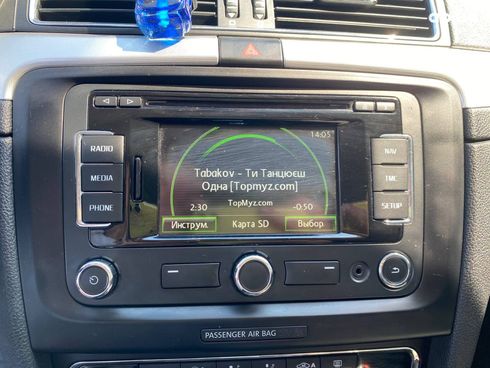 RADIO
MEDIA
PHONE
14:05
Tabakov - Ти Танцюєш
Одна [Topmyz.com]
TopMyz.com
2:30
-0:50
Інструм.
Карта SD
Выбор.
NAV
TMC
SETUP
PASSENGER AIR BAG
A